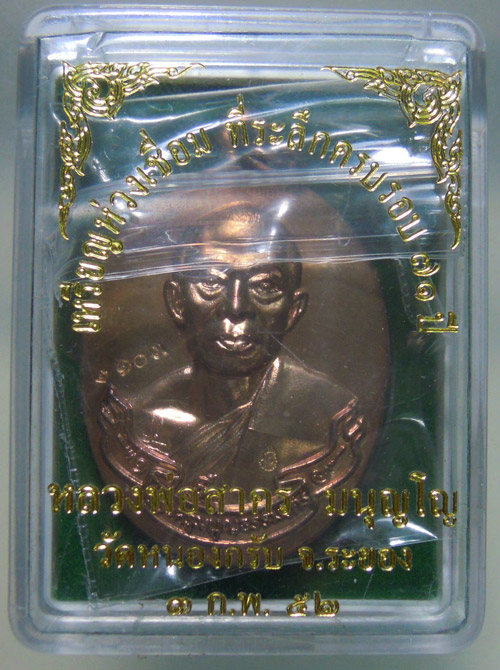 เหรียญห่วงเชื่อม ที่ระลึกครบรอบ ๗๑ ปี
หลวงพ่อสาคร มนุญโญ
วัดหนองกรับ จ.ระยอง
๓ ก.พ. ๕๒